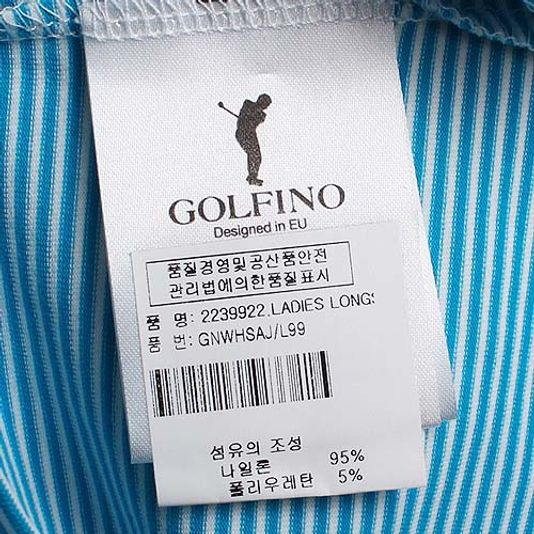 GOLFINO
Designed in EU
품질경영및공산품안전
관리법에의한품질표시
품 명: 2239922.LADIES LONGS
품 번: GNWHSAJ/L99
섬유의 조성
나일론 95%
폴리우레탄 5%